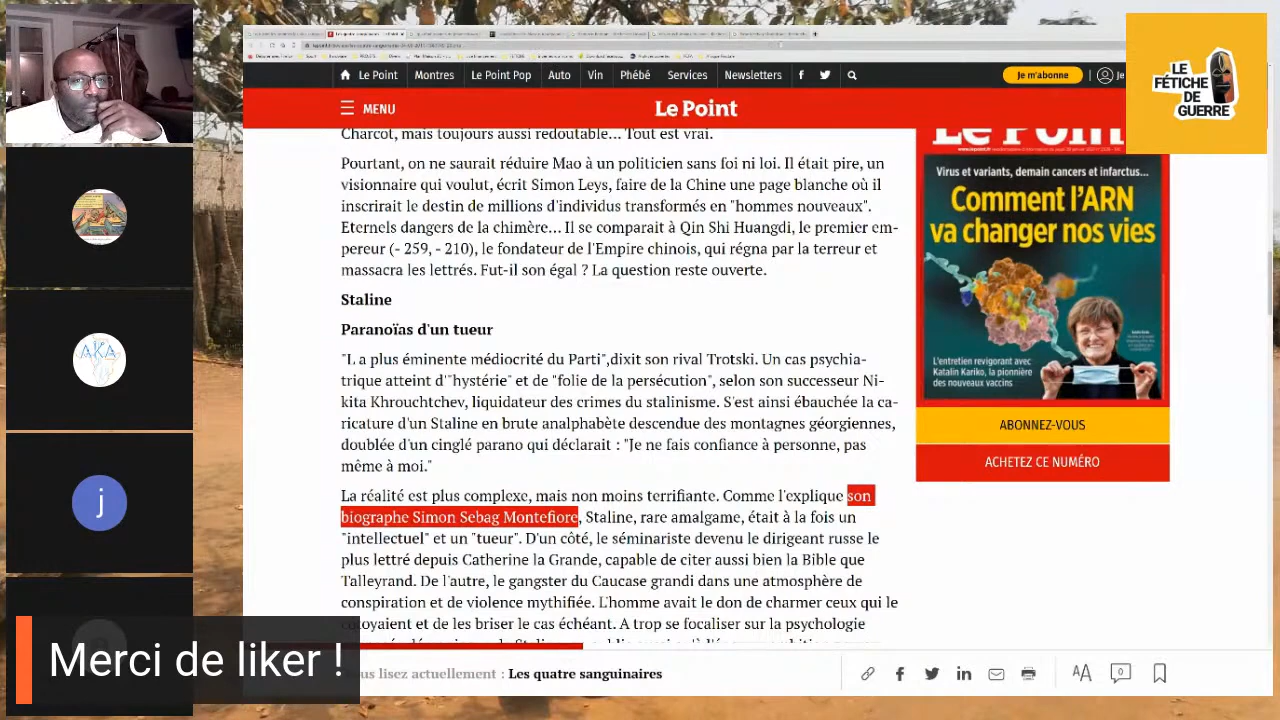 Le Point
Montres
Le Point Pop
Auto
Vin
Phébé
Services
Newsletters
Je m'abonne
Je
MENU
Le Point
LE
FÉTICHE
DE
GUERRE
Charcot, mais toujours aussi redoutable... Tout est vrai.
Pourtant, on ne saurait réduire Mao à un politicien sans foi ni loi. Il était pire, un
visionnaire qui voulut, écrit Simon Leys, faire de la Chine une page blanche où il
inscrirait le destin de millions d'individus transformés en "hommes nouveaux".
Eternels dangers de la chimère... Il se comparait à Qin Shi Huangdi, le premier em-
pereur (- 259, - 210), le fondateur de l'Empire chinois, qui régna par la terreur et
massacra les lettrés. Fut-il son égal ? La question reste ouverte.
Staline
Paranoïas d'un tueur
"L a plus éminente médiocrité du Parti",dixit son rival Trotski. Un cas psychia-
trique atteint d'"hystérie" et de "folie de la persécution", selon son successeur Ni-
kita Khrouchtchev, liquidateur des crimes du stalinisme. S'est ainsi ébauchée la ca-
ricature d'un Staline en brute analphabète descendue des montagnes géorgiennes,
doublée d'un cinglé parano qui déclarait : "Je ne fais confiance à personne, pas
même à moi."
La réalité est plus complexe, mais non moins terrifiante. Comme l'explique son
biographe Simon Sebag Montefiore, Staline, rare amalgame, était à la fois un
"intellectuel" et un "tueur". D'un côté, le séminariste devenu le dirigeant russe le
plus lettré depuis Catherine la Grande, capable de citer aussi bien la Bible que
Talleyrand. De l'autre, le gangster du Caucase grandi dans une atmosphère de
conspiration et de violence mythifiée. L'homme avait le don de charmer ceux qui le
côtoyaient et de les briser le cas échéant. A trop se focaliser sur la psychologie
Le Point
Virus et variants, demain cancers et infarctus...
Comment l'ARN
va changer nos vies
L'entretien revigorant avec
Katalin Kariko, la pionnière
des nouveaux vaccins
ABONNEZ-VOUS
ACHETEZ CE NUMÉRO
AKA
j
Merci de liker !
lisez actuellement : Les quatre sanguinaires
AA
0